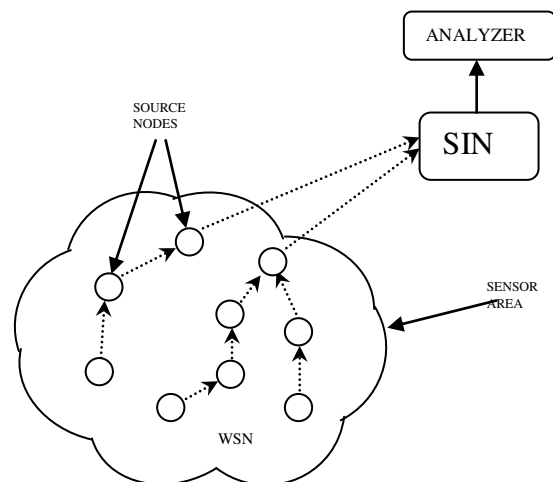 ANALYZER
SOURCE
NODES
SIN
SENSOR
AREA
WSN